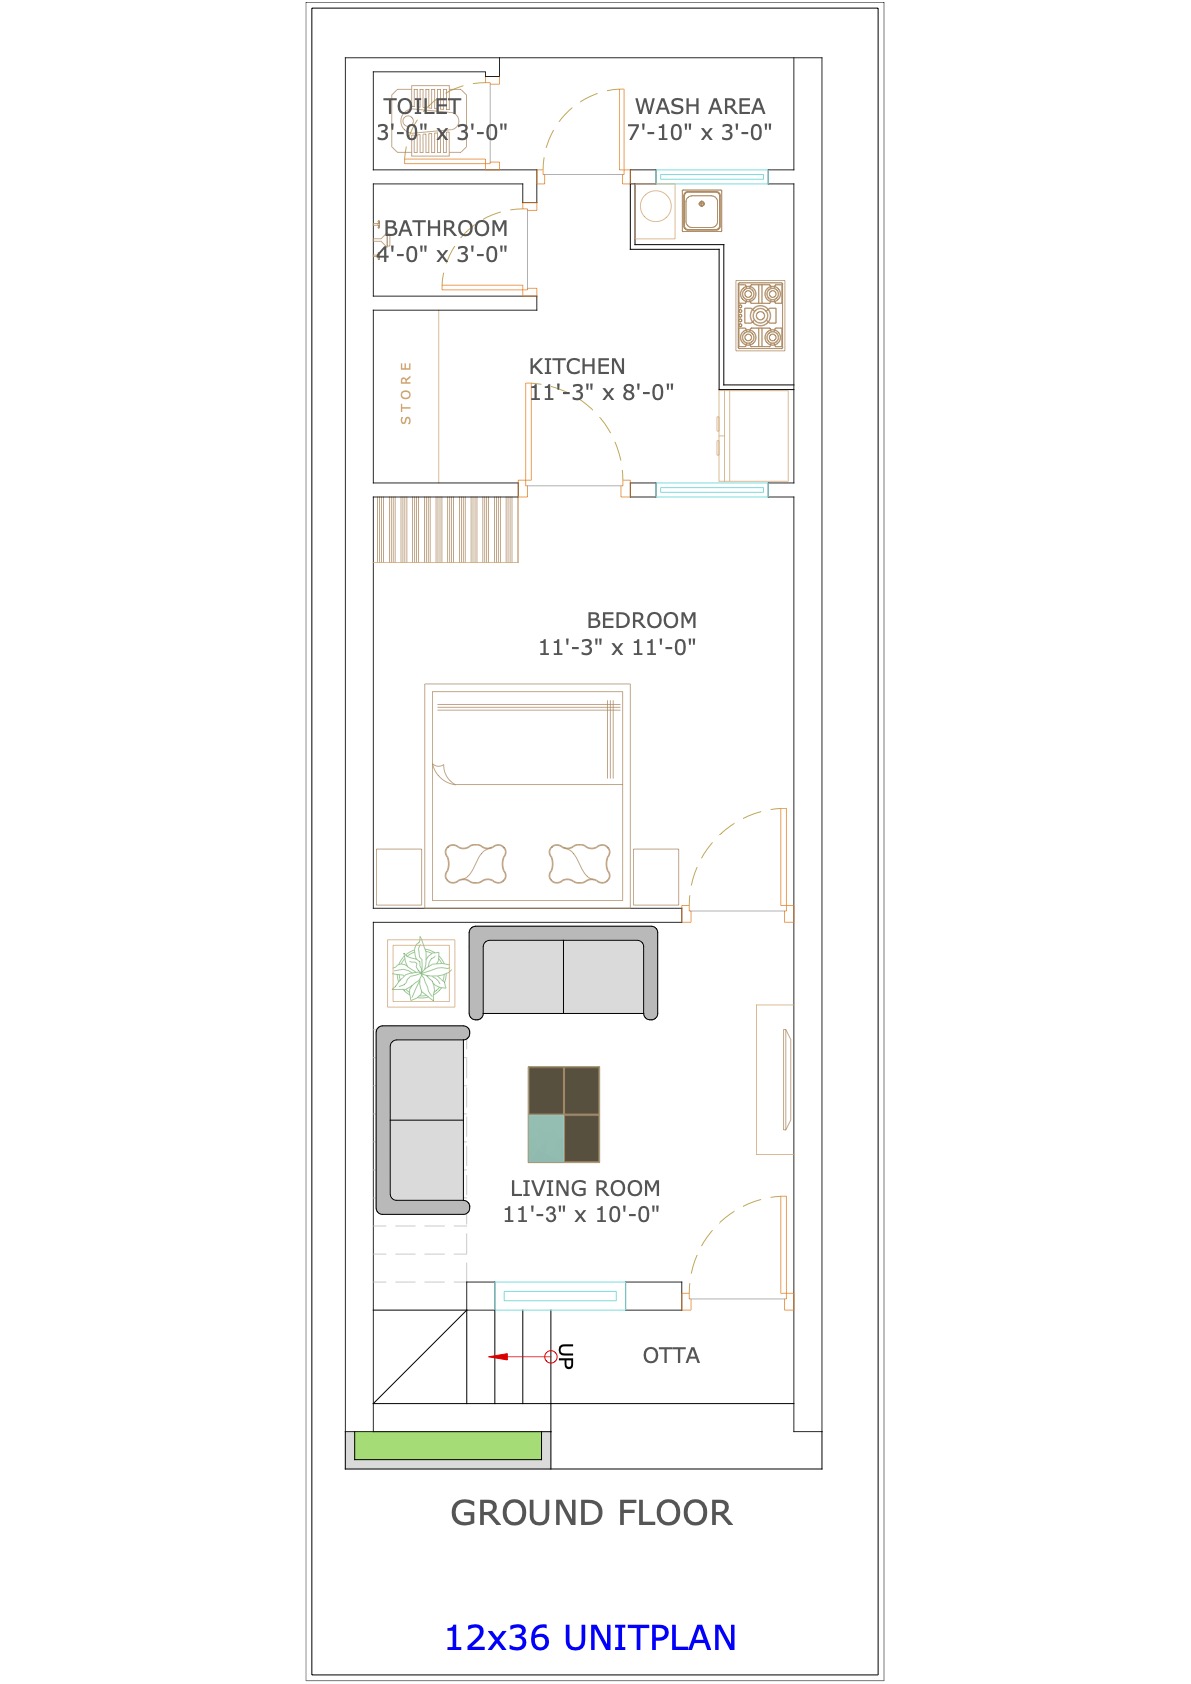 TOILET
3'-0" x 3'-0"
WASH AREA
7'-10" x 3'-0"
BATHROOM
4'-0" x 3'-0"
KITCHEN
11'-3" x 8'-0"
STORE
BEDROOM
11'-3" x 11'-0"
LIVING ROOM
11'-3" x 10'-0"
UP
OTTA
GROUND FLOOR
12x36 UNITPLAN